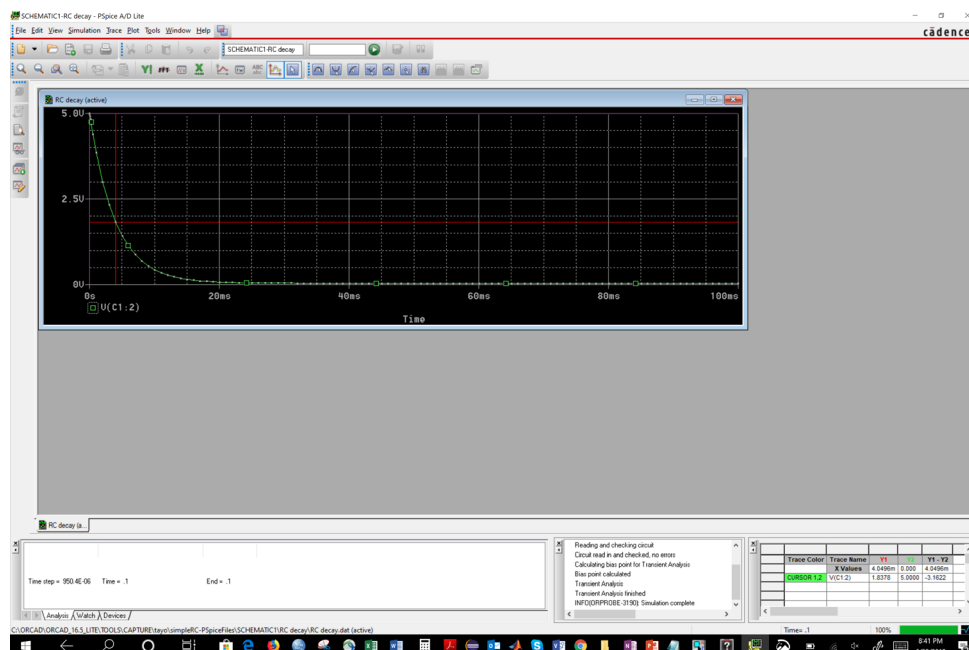 SCHEMATIC1-RC decay - PSpice A/D Lite
File Edit View Simulation Trace Plot Tools Window Help
cādence
SCHEMATIC1-RC decay
RC decay (active)
5.0V
2.5V
0V
0s 20ms 40ms 60ms 80ms 100ms
V(C1:2)
Time
RC decay (a...
Time step = 950.4E-06 Time = .1 End = .1
Analysis Watch Devices
Reading and checking circuit
Circuit read in and checked, no errors
Calculating bias point for Transient Analysis
Bias point calculated
Transient Analysis
Transient Analysis finished
INFO(ORPROBE-3190): Simulation complete
Trace Color Trace Name Y1 Y2 Y1 - Y2
X Values 4.0496m 0.000 4.0496m
CURSOR 1,2 V(C1:2) 1.8378 5.0000 -3.1622
C:\ORCAD\ORCAD_16.5_LITE\TOOLS\CAPTURE\tayo\simpleRC-PSpiceFiles\SCHEMATIC1\RC decay\RC decay.dat (active)
Time= .1 100%
8:41 PM